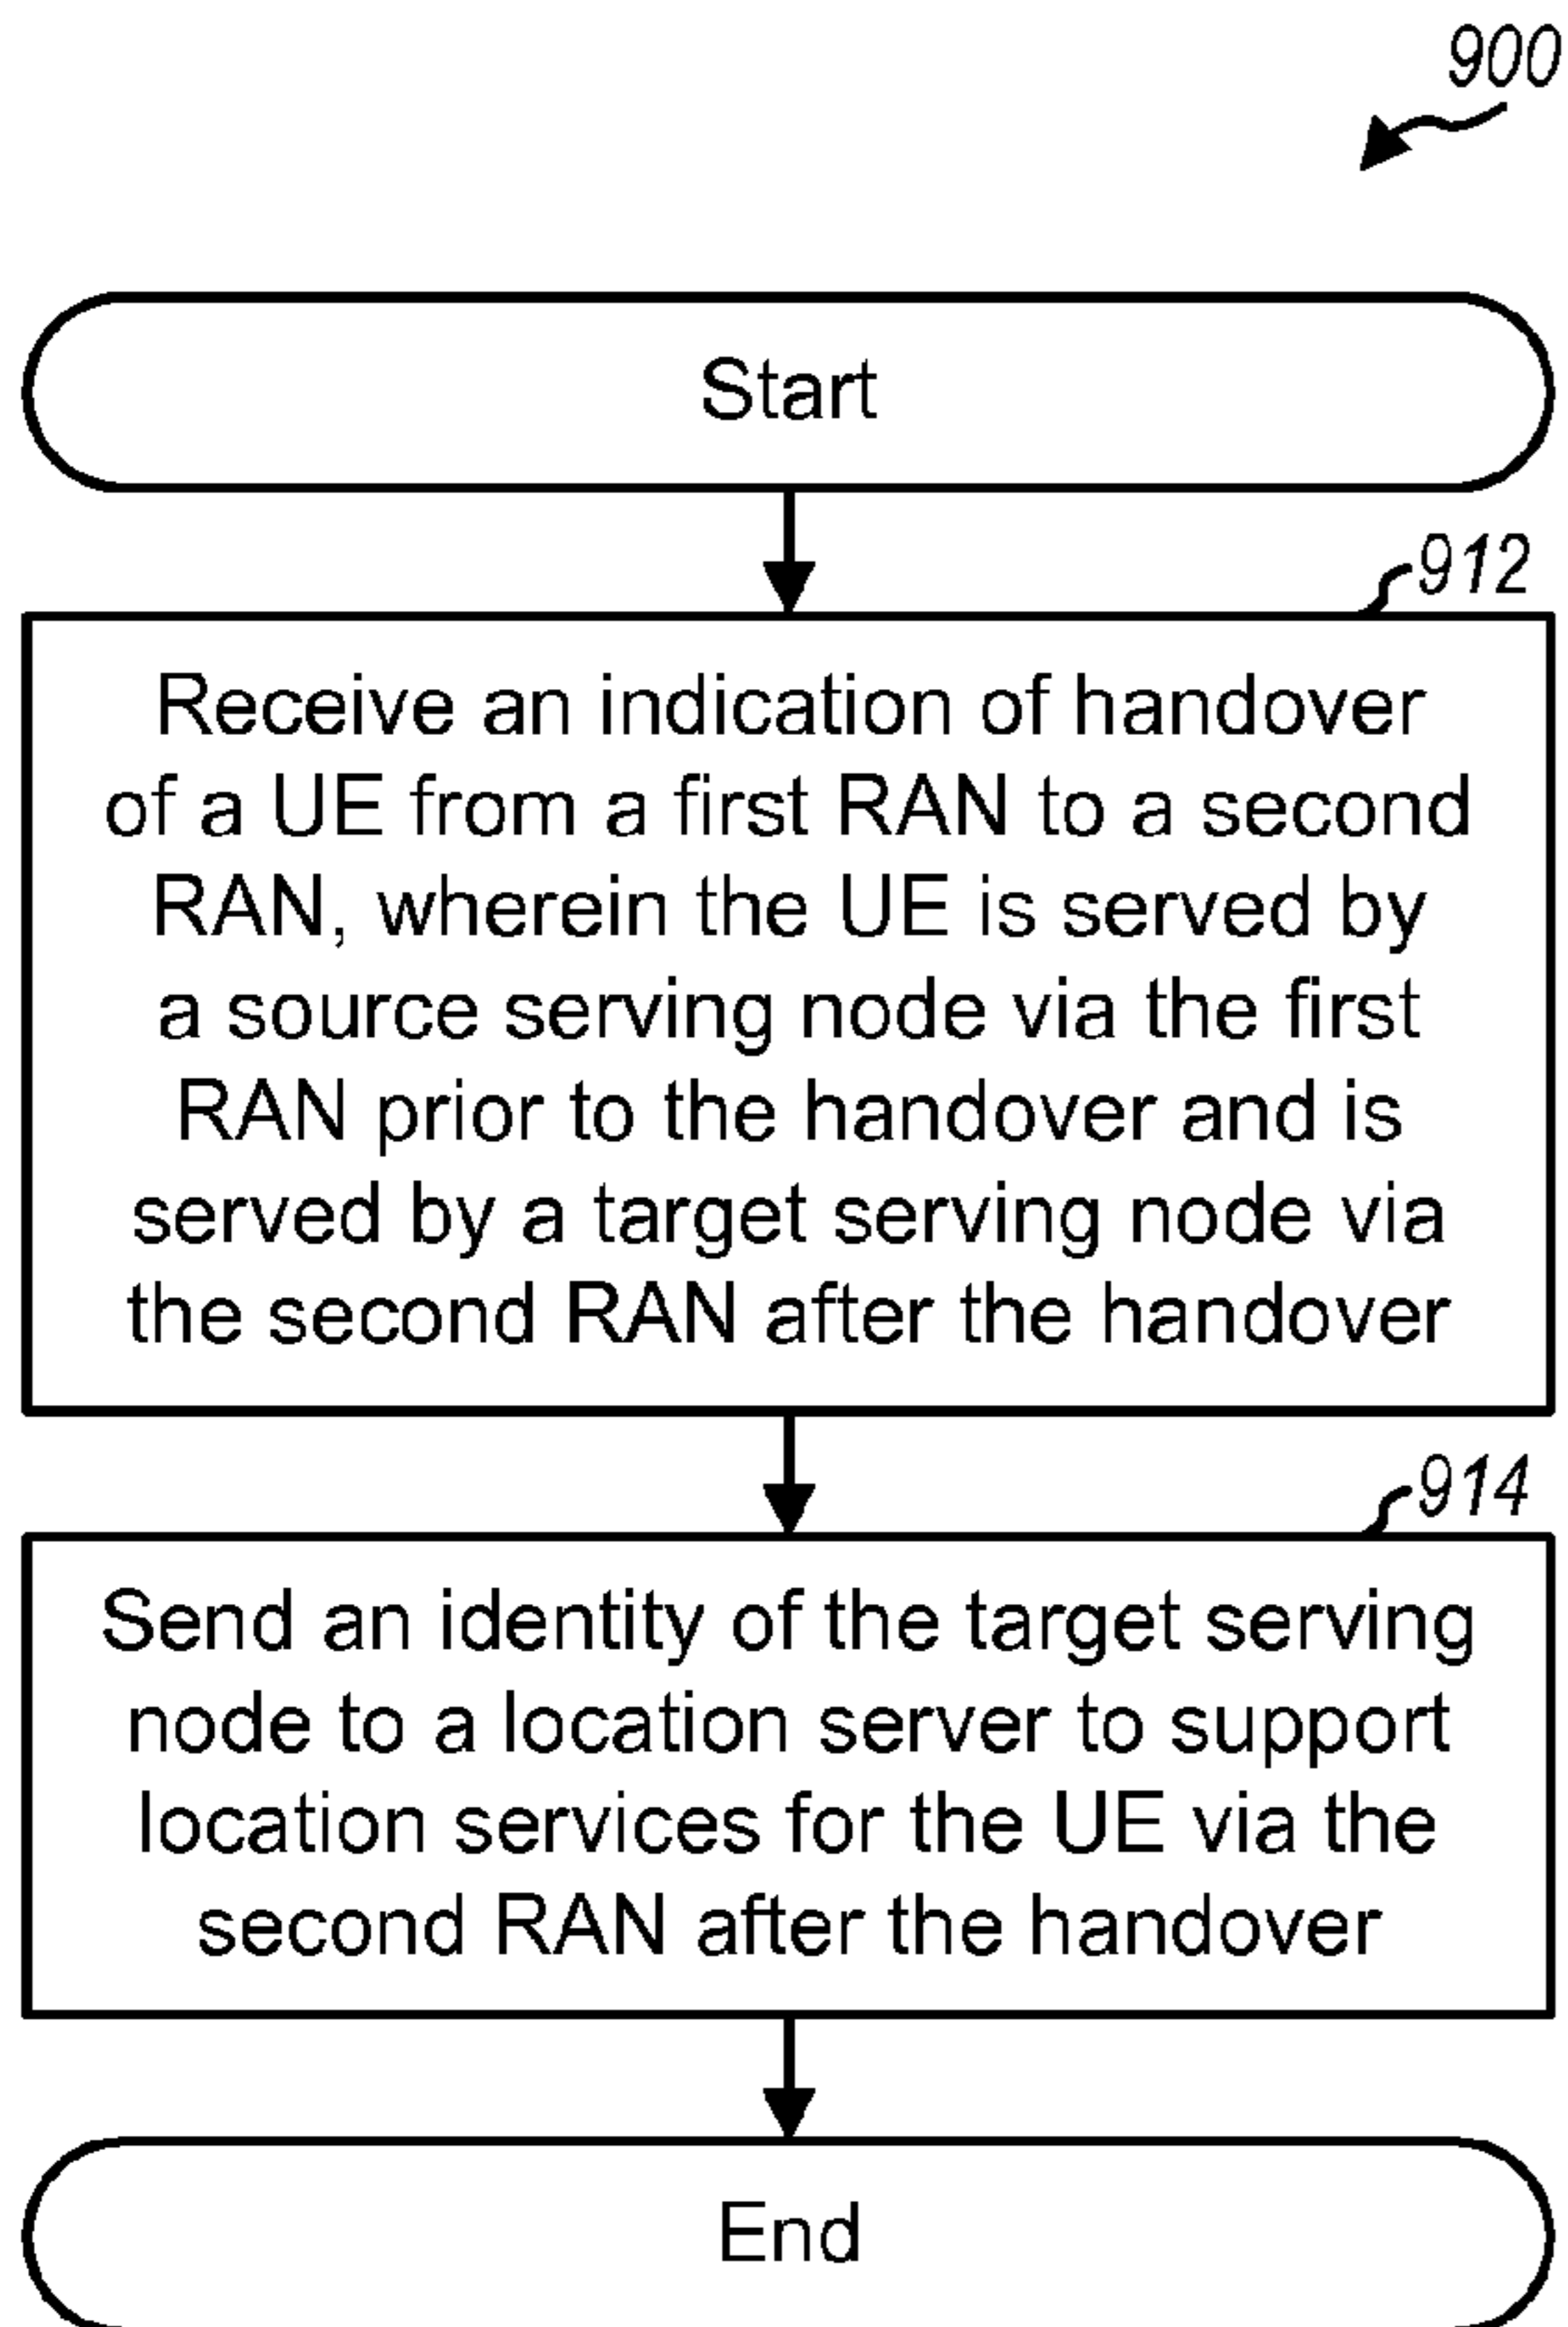 900
Start
912
Receive an indication of handover
of a UE from a first RAN to a second
RAN, wherein the UE is served by
a source serving node via the first
RAN prior to the handover and is
served by a target serving node via
the second RAN after the handover
914
Send an identity of the target serving
node to a location server to support
location services for the UE via the
second RAN after the handover
End